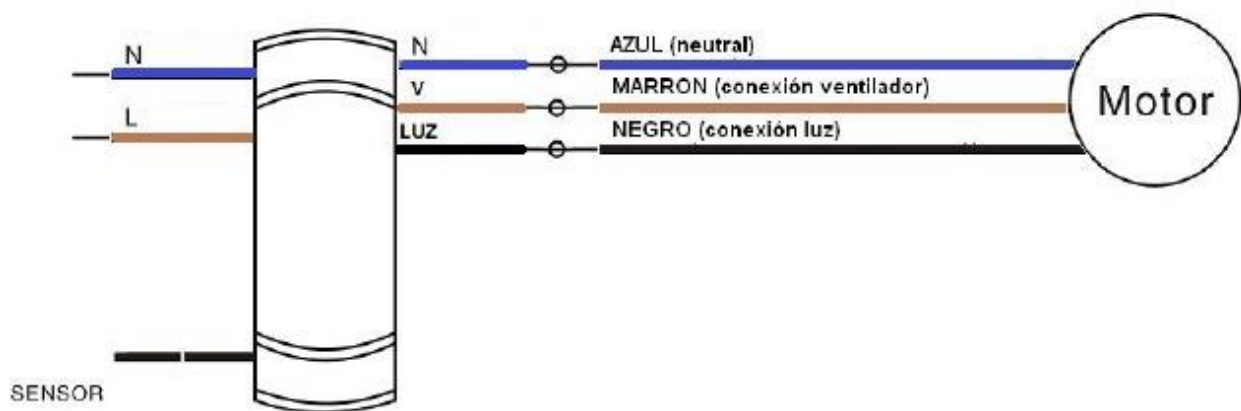 N
L
SENSOR
N
V
LUZ
AZUL (neutral)
MARRON (conexión ventilador)
NEGRO (conexión luz)
Motor